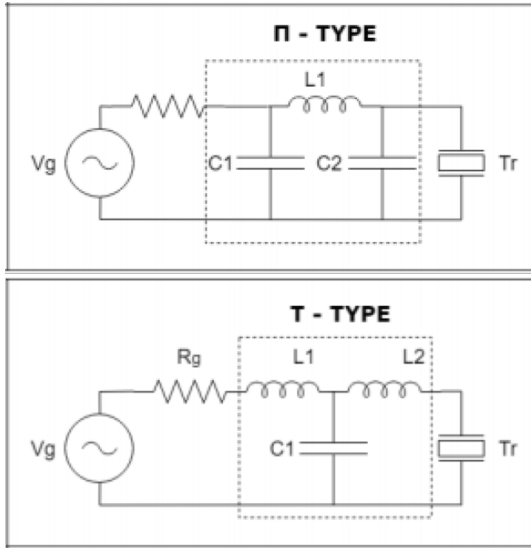 Π - TYPE
L1
Vg
C1
C2
Tr
T - TYPE
Rg
L1
L2
Vg
C1
Tr